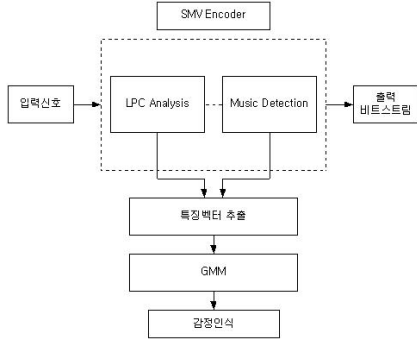 SMV Encoder
입력신호
LPC Analysis
Music Detection
출력
비트스트림
특징벡터 추출
GMM
감정인식